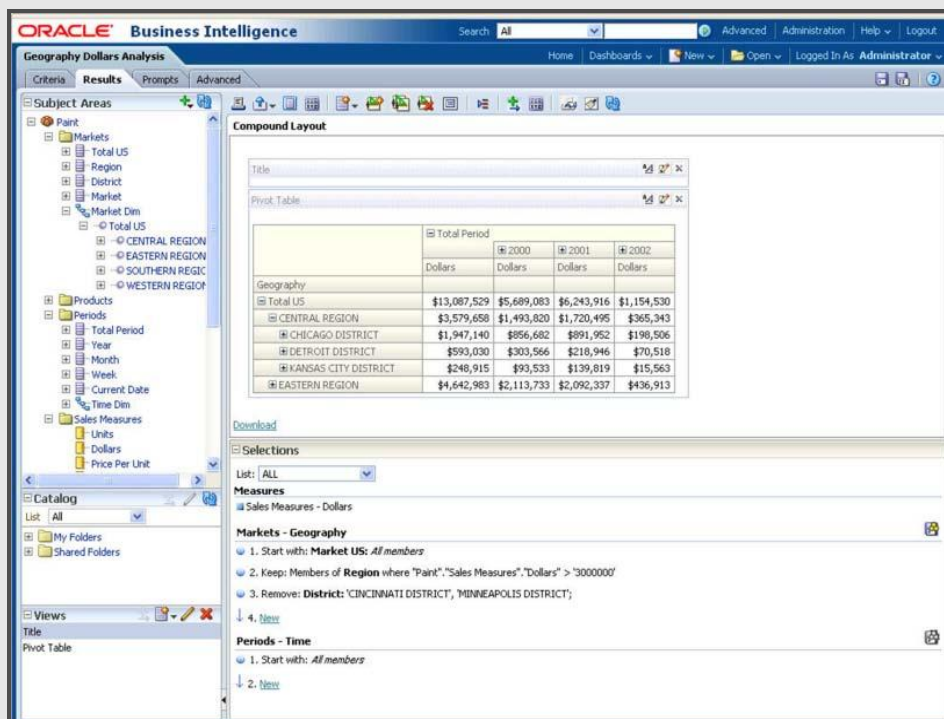 ORACLE Business Intelligence
Search All Advanced Administration Help Logout
Geography Dollars Analysis
Home Dashboards New Open Logged In As Administrator
Criteria Results Prompts Advanced
Subject Areas
Paint
Markets
Total US
Region
District
Market
Market Dim
Total US
CENTRAL REGION
EASTERN REGION
SOUTHERN REGIC
WESTERN REGION
Products
Periods
Total Period
Year
Month
Week
Current Date
Time Dim
Sales Measures
Units
Dollars
Price Per Unit
Catalog
List All
My Folders
Shared Folders
Views
Title
Pivot Table
Compound Layout
Title
Pivot Table
Total Period
2000 2001 2002
Dollars Dollars Dollars Dollars
Geography
Total US $13,087,529 $5,689,083 $6,243,916 $1,154,530
CENTRAL REGION $3,579,658 $1,493,820 $1,720,495 $365,343
CHICAGO DISTRICT $1,947,140 $856,682 $891,952 $198,506
DETROIT DISTRICT $593,030 $303,566 $218,946 $70,518
KANSAS CITY DISTRICT $248,915 $93,533 $139,819 $15,563
EASTERN REGION $4,642,983 $2,113,733 $2,092,337 $436,913
Download
Selections
List: ALL
Measures
Sales Measures - Dollars
Markets - Geography
1. Start with: Market US: All members
2. Keep: Members of Region where "Paint"."Sales Measures"."Dollars" > '3000000'
3. Remove: District: 'CINCINNATI DISTRICT', 'MINNEAPOLIS DISTRICT';
4. New
Periods - Time
1. Start with: All members
2. New